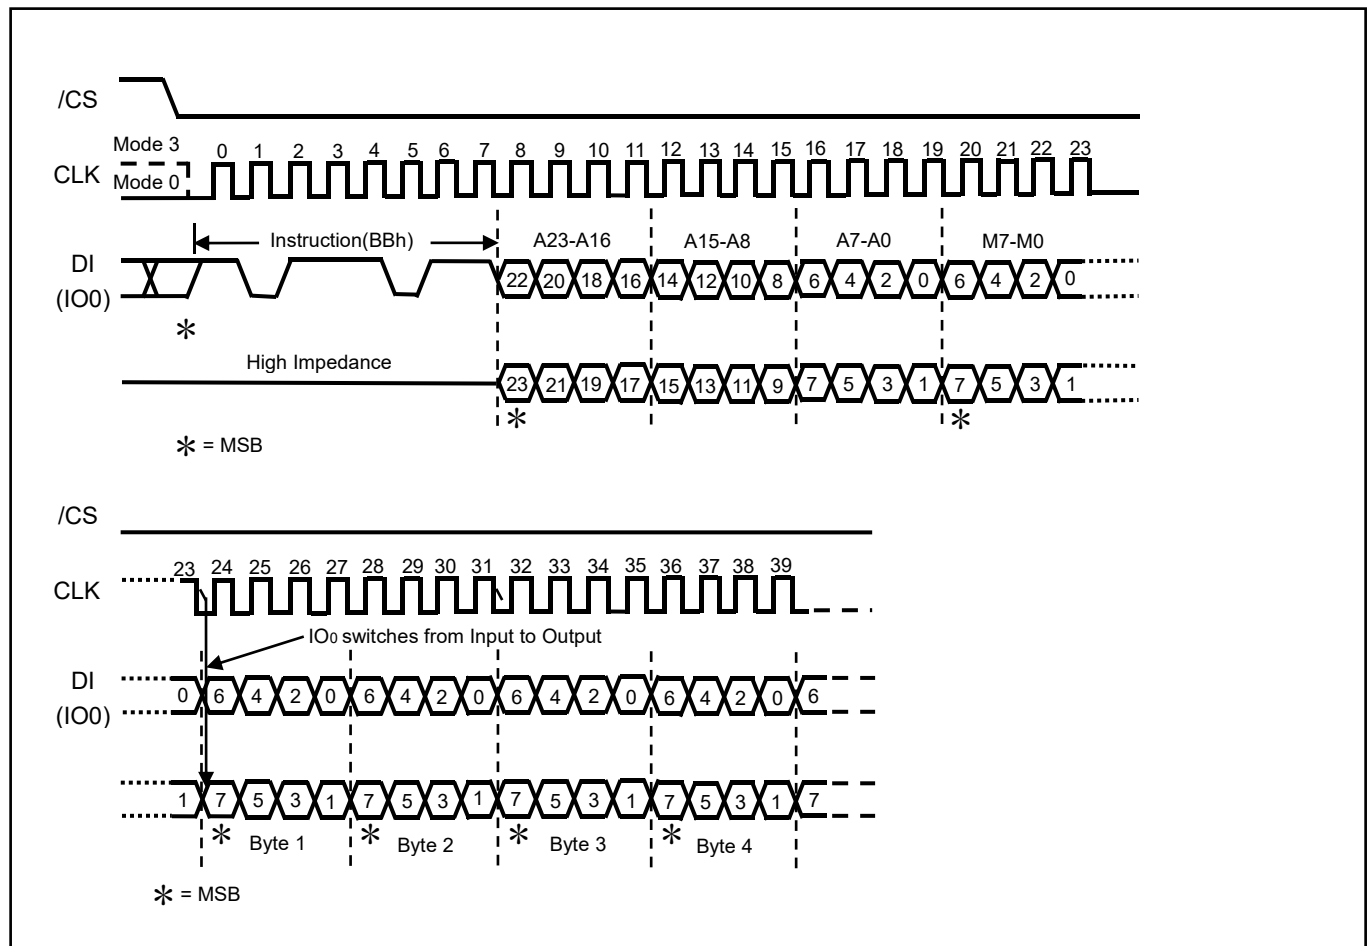 /CS
Mode 3
CLK
Mode 0
0 1 2 3 4 5 6 7 8 9 10 11 12 13 14 15 16 17 18 19 20 21 22 23
Instruction(BBh) A23-A16 A15-A8 A7-A0 M7-M0
DI
(IO0)
22 20 18 16 14 12 10 8 6 4 2 0 6 4 2 0
*
High Impedance
23 21 19 17 15 13 11 9 7 5 3 1 7 5 3 1
* *
* = MSB
/CS
23 24 25 26 27 28 29 30 31 32 33 34 35 36 37 38 39
CLK
IO0 switches from Input to Output
DI
(IO0)
0 6 4 2 0 6 4 2 0 6 4 2 0 6 4 2 0 6
1 7 5 3 1 7 5 3 1 7 5 3 1 7 5 3 1 7
* Byte 1 * Byte 2 * Byte 3 * Byte 4
* = MSB